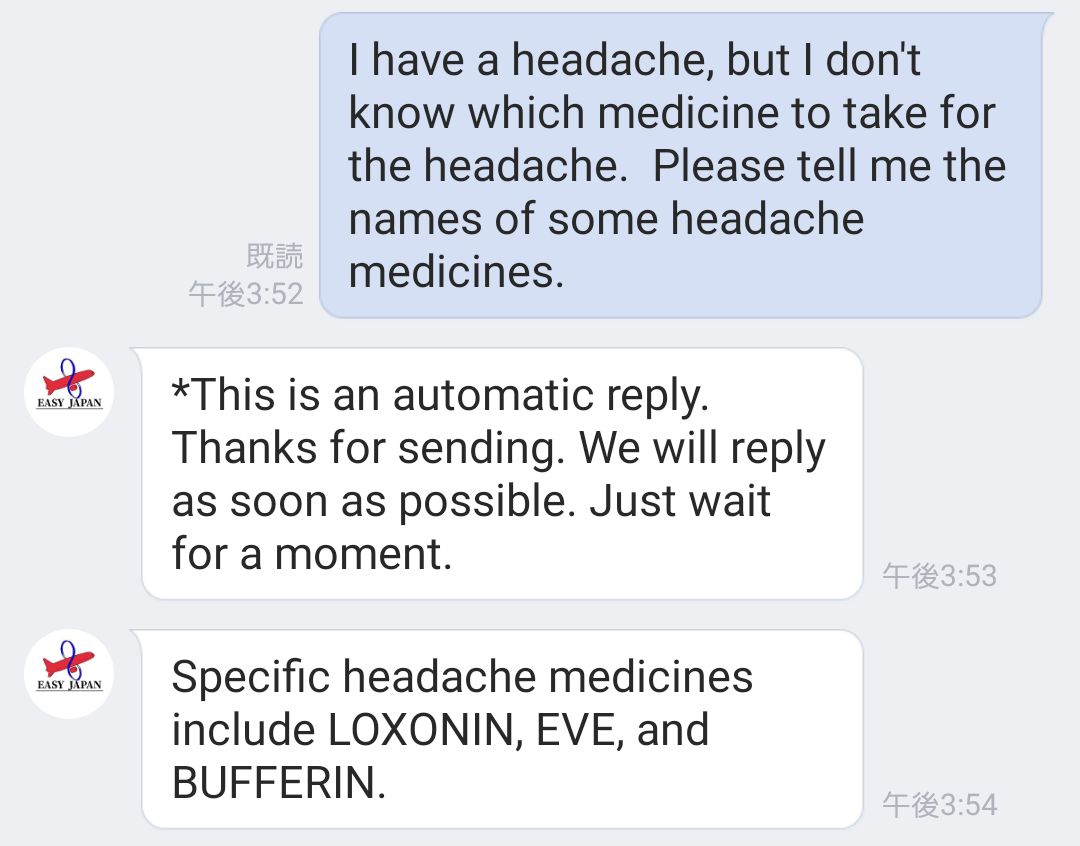 I have a headache, but I don't
know which medicine to take for
the headache.  Please tell me the
names of some headache
medicines.
既読
午後3:52
EASY JAPAN
*This is an automatic reply.
Thanks for sending. We will reply
as soon as possible. Just wait
for a moment.
午後3:53
EASY JAPAN
Specific headache medicines
include LOXONIN, EVE, and
BUFFERIN.
午後3:54